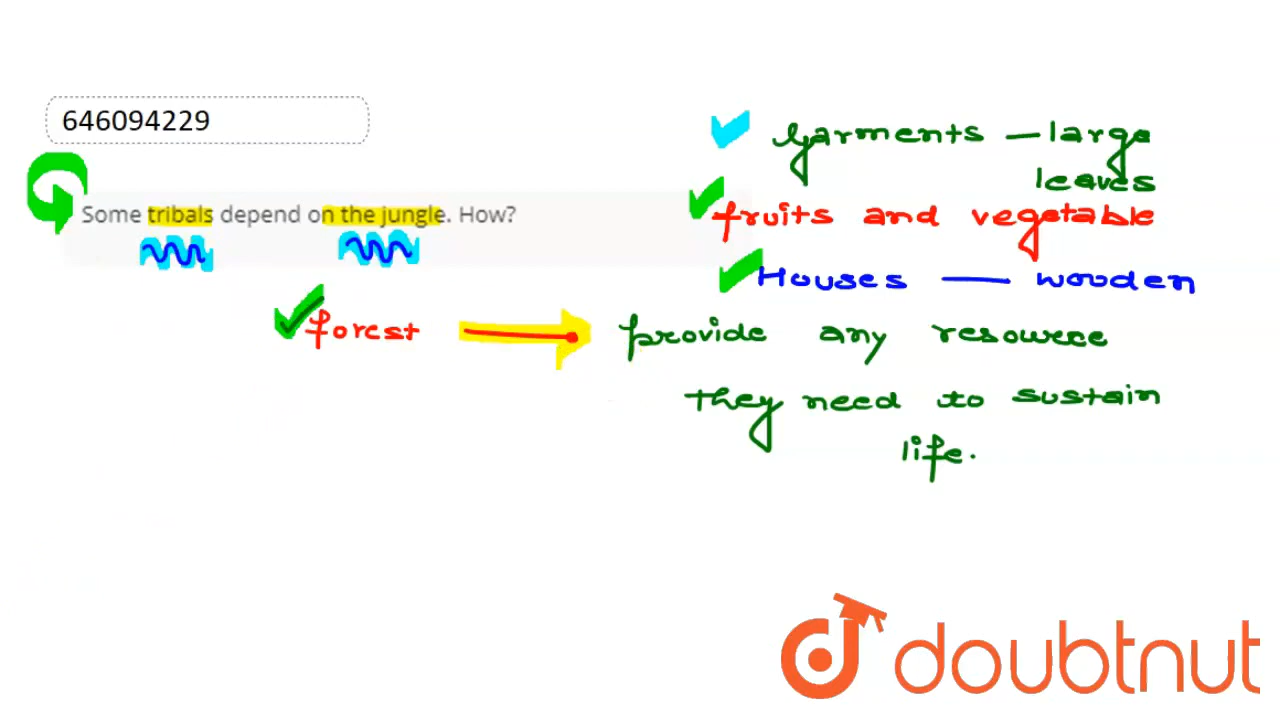 646094229
Some tribals depend on the jungle. How?
Garments — large
leaves
fruits and vegetable
Houses — wooden
forest
provide any resource
They need to sustain
life.
doubtnut